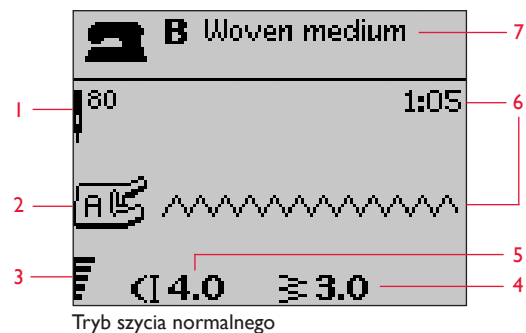 B Woven medium 7
1 80 1:05 6
2 A
5
3 4.0 3.0 4
Tryb szycia normalnego